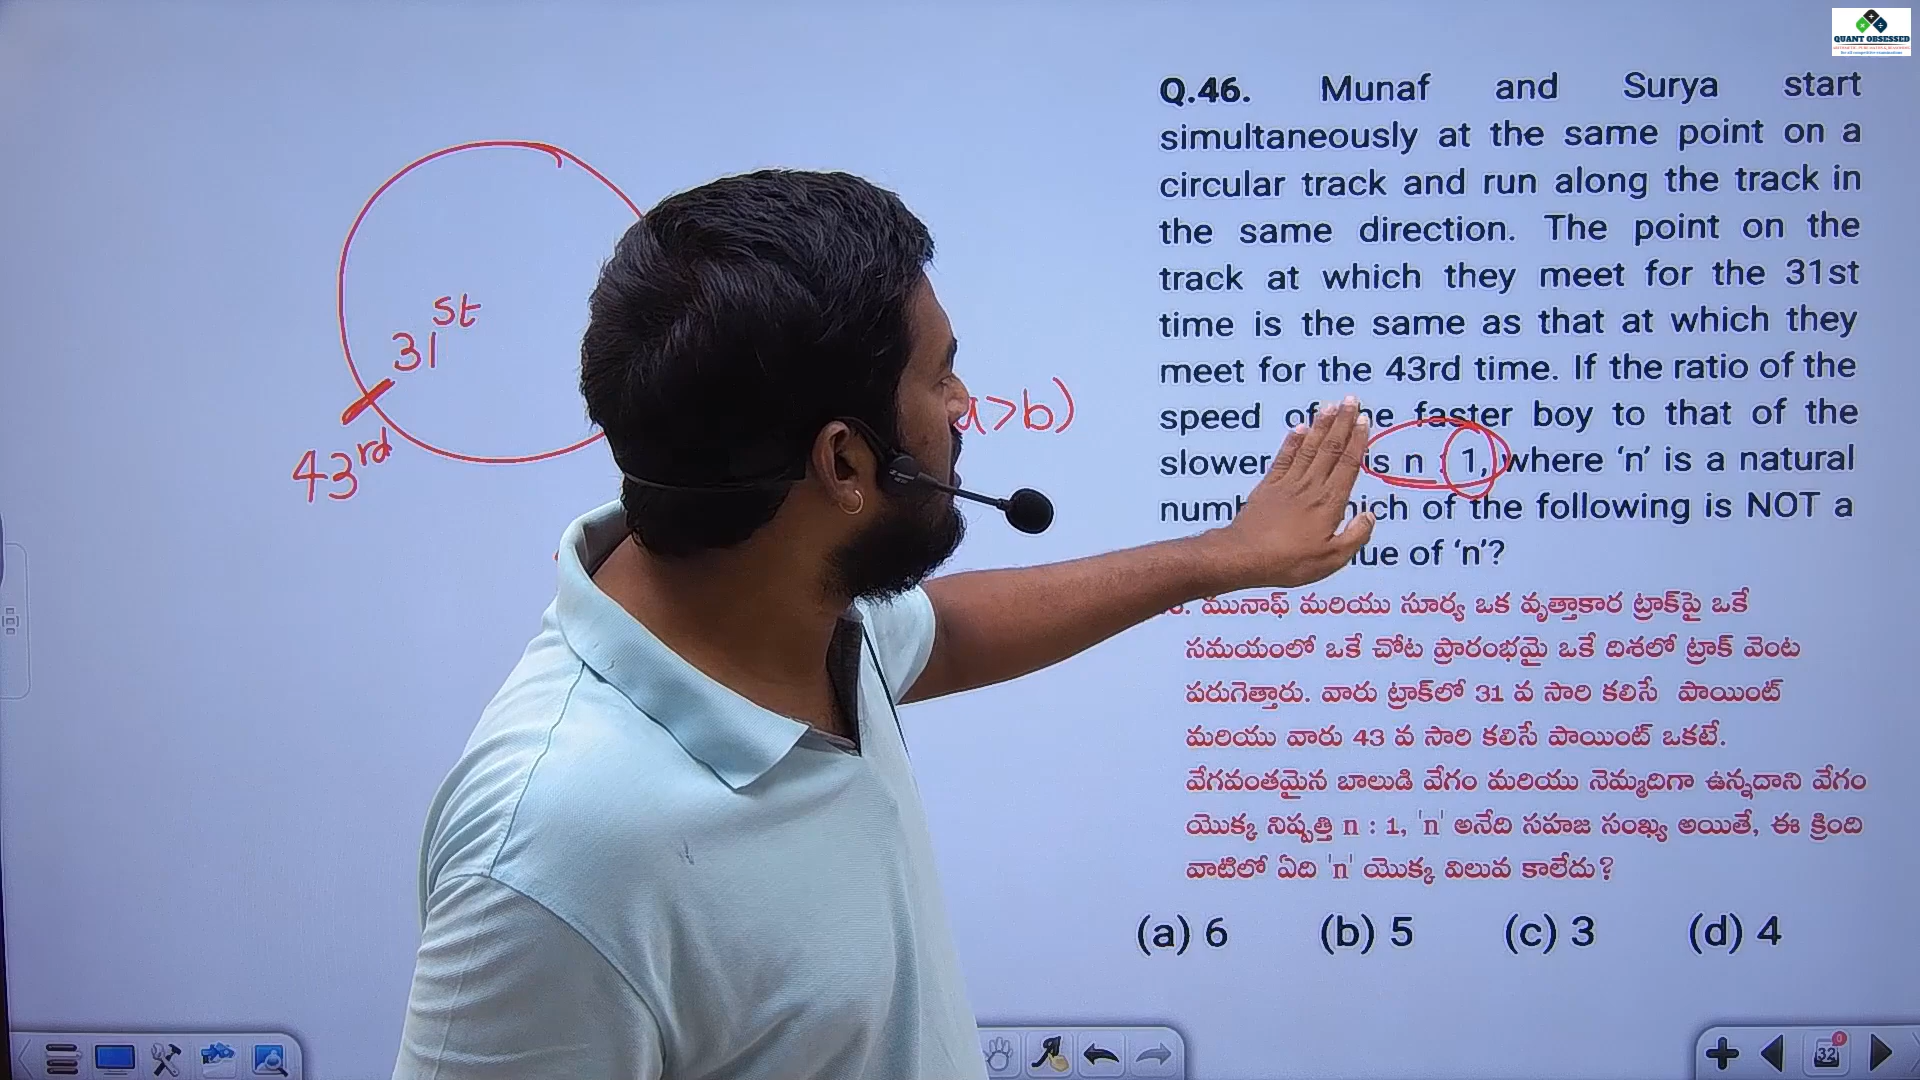 QUANT OBSESSED
Q.46. Munaf and Surya start
simultaneously at the same point on a
circular track and run along the track in
the same direction. The point on the
track at which they meet for the 31st
time is the same as that at which they
meet for the 43rd time. If the ratio of the
speed of the faster boy to that of the
slower is n : 1, where ‘n’ is a natural
of the following is NOT a
of ‘n’?
31st
43rd
a>b)
మునాఫ్ మరియు సూర్య ఒక వృత్తాకార ట్రాక్‌పై ఒకే
సమయంలో ఒకే చోట ప్రారంభమై ఒకే దిశలో ట్రాక్ వెంట
పరుగెత్తారు. వారు ట్రాక్‌లో 31 వ సారి కలిసే పాయింట్
మరియు వారు 43 వ సారి కలిసే పాయింట్ ఒకటే.
వేగవంతమైన బాలుడి వేగం మరియు నెమ్మదిగా ఉన్నదాని వేగం
యొక్క నిష్పత్తి n : 1, 'n' అనేది సహజ సంఖ్య అయితే, ఈ క్రింది
వాటిలో ఏది 'n' యొక్క విలువ కాలేదు?
(a) 6 (b) 5 (c) 3 (d) 4
32